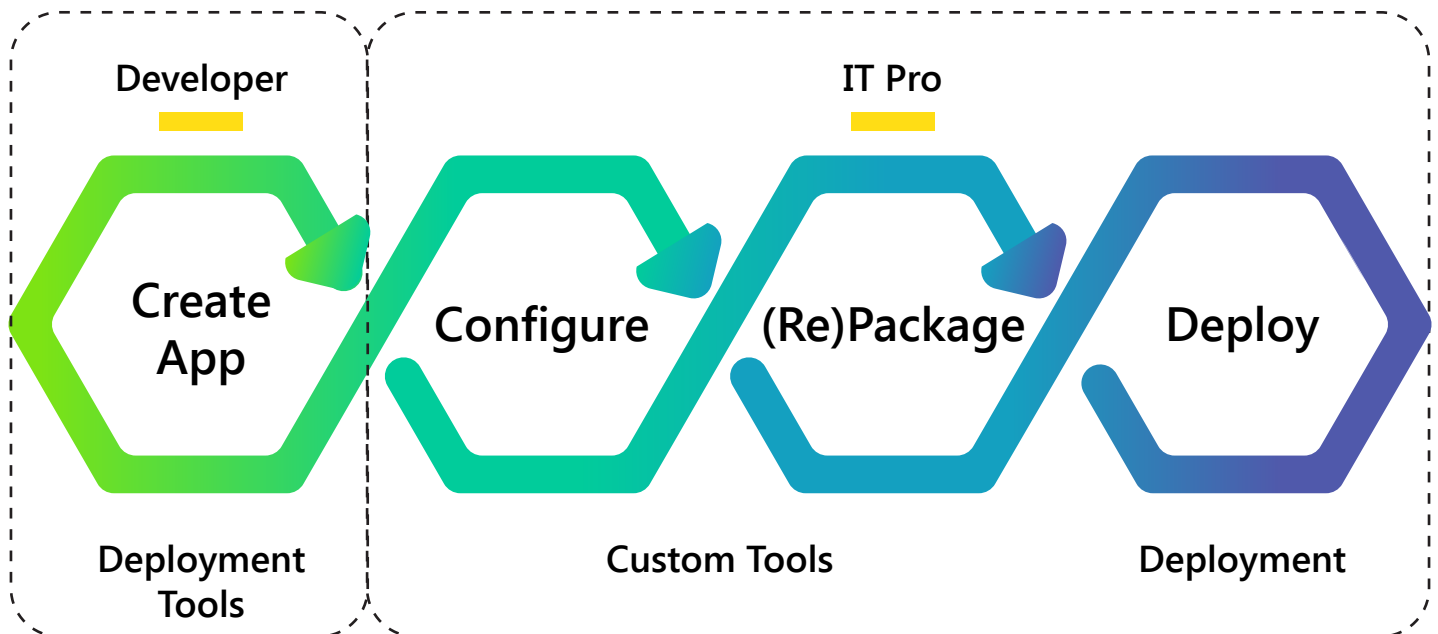 Developer
IT Pro
Create
App
Configure
(Re)Package
Deploy
Deployment
Tools
Custom Tools
Deployment